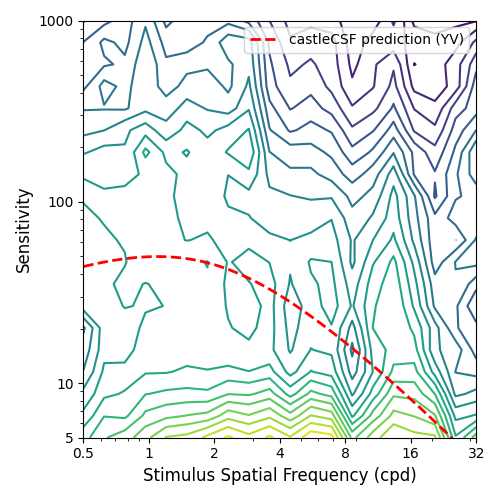 castleCSF prediction (YV)
Sensitivity
1000
100
10
5
0.5 1 2 4 8 16 32
Stimulus Spatial Frequency (cpd)